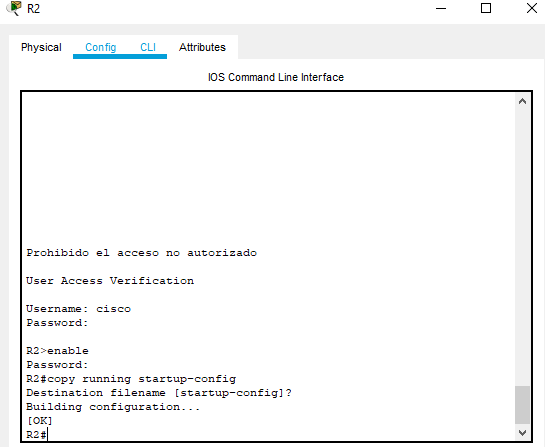 R2
Physical Config CLI Attributes
IOS Command Line Interface
Prohibido el acceso no autorizado
User Access Verification
Username: cisco
Password:
R2>enable
Password:
R2#copy running startup-config
Destination filename [startup-config]?
Building configuration...
[OK]
R2#